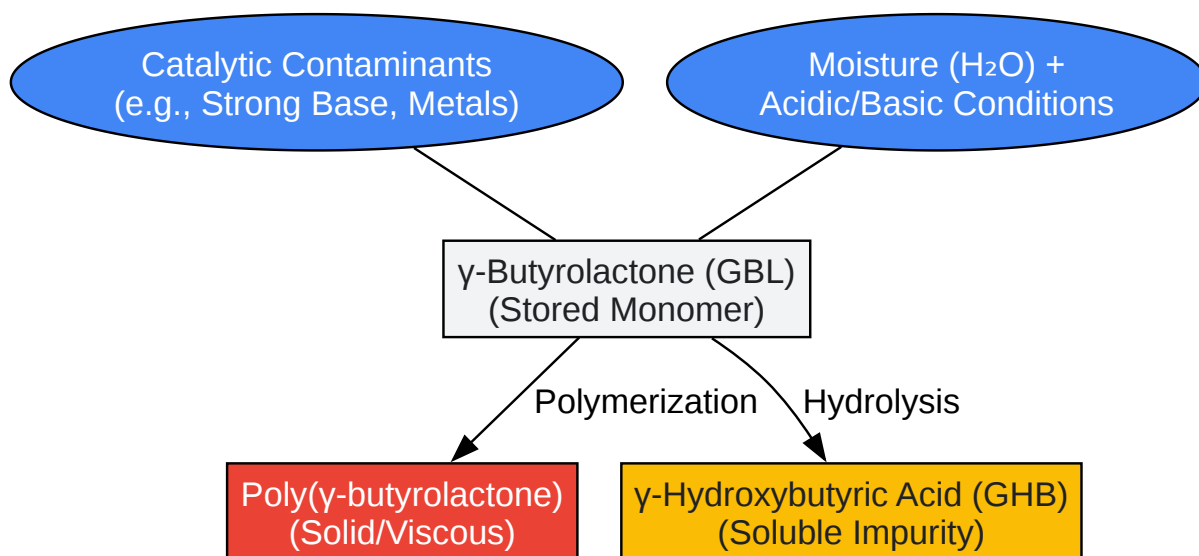 Catalytic Contaminants
(e.g., Strong Base, Metals)
Moisture (H₂O) +
Acidic/Basic Conditions
γ-Butyrolactone (GBL)
(Stored Monomer)
Polymerization
Hydrolysis
Poly(γ-butyrolactone)
(Solid/Viscous)
γ-Hydroxybutyric Acid (GHB)
(Soluble Impurity)